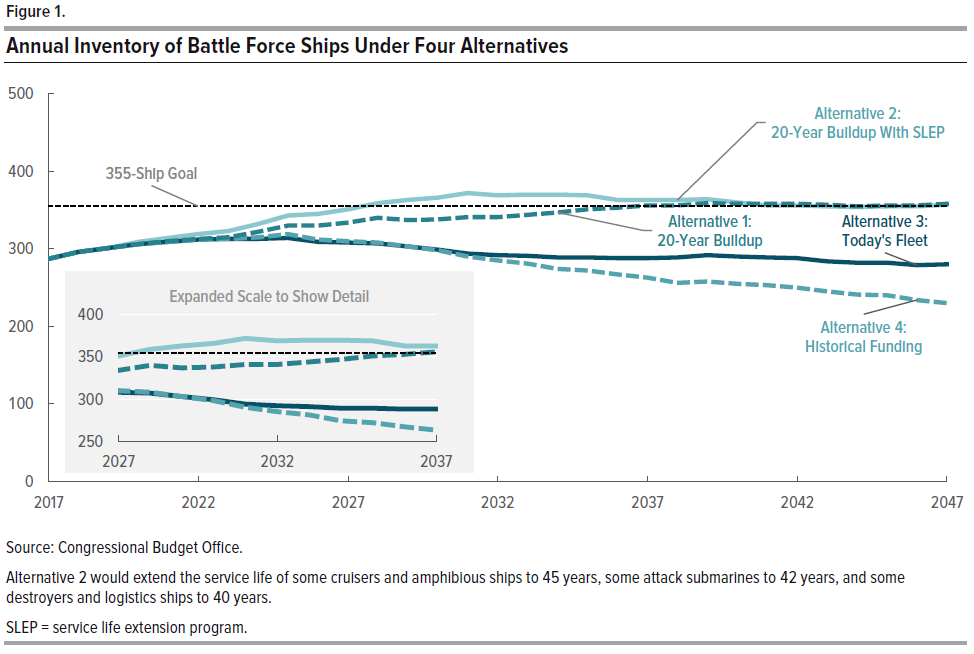 Figure 1.
Annual Inventory of Battle Force Ships Under Four Alternatives
500
Alternative 2:
20-Year Buildup With SLEP
400
355-Ship Goal
Alternative 1:
20-Year Buildup
Alternative 3:
Today's Fleet
300
Expanded Scale to Show Detail
400
350
300
250
2027
2032
2037
200
Alternative 4:
Historical Funding
100
0
2017
2022
2027
2032
2037
2042
2047
Source: Congressional Budget Office.
Alternative 2 would extend the service life of some cruisers and amphibious ships to 45 years, some attack submarines to 42 years, and some
destroyers and logistics ships to 40 years.
SLEP = service life extension program.